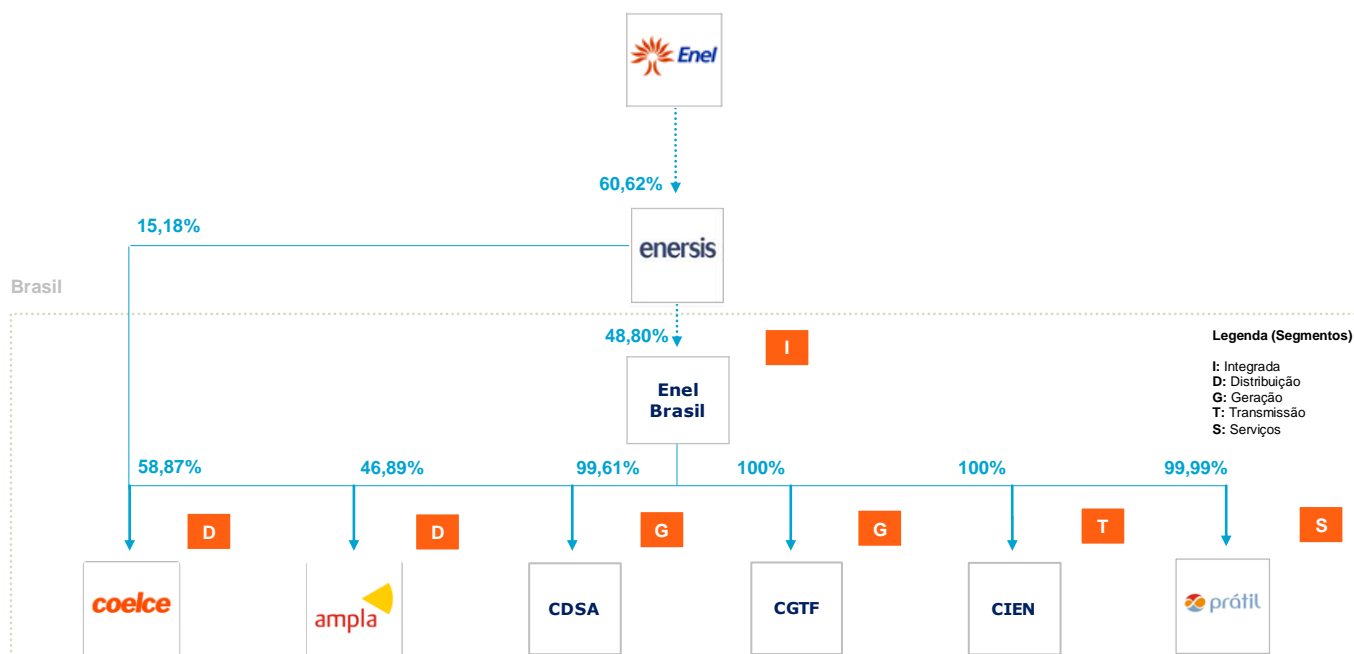 Enel
60,62%
15,18%
enersis
Brasil
48,80%
I
Legenda (Segmentos)
I: Integrada
D: Distribuição
G: Geração
T: Transmissão
S: Serviços
Enel
Brasil
58,87%
46,89%
99,61%
100%
100%
99,99%
D
D
G
G
T
S
coelce
ampla
CDSA
CGTF
CIEN
prátil